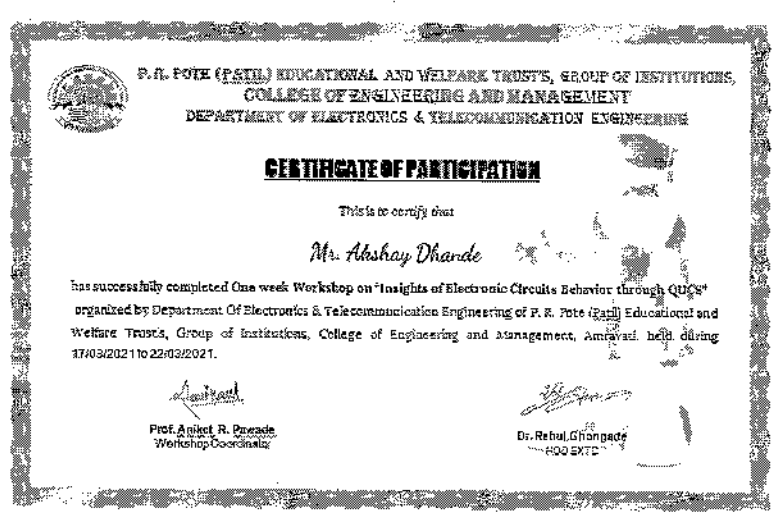 P. R. POTE (PATIL) EDUCATIONAL AND WELFARE TRUST'S, GROUP OF INSTITUTIONS,
COLLEGE OF ENGINEERING AND MANAGEMENT
DEPARTMENT OF ELECTRONICS & TELECOMMUNICATION ENGINEERING
CERTIFICATE OF PARTICIPATION
This is to certify that
Mr. Akshay Dhande
has successfully completed One week Workshop on "Insights of Electronic Circuits Behavior through QUCS"
organized by Department Of Electronics & Telecommunication Engineering of P. R. Pote (Patil) Educational and
Welfare Trust's, Group of Institutions, College of Engineering and Management, Amravati. held during
17/03/2021 to 22/03/2021.
Prof. Aniket R. Pawade
Workshop Coordinator
Dr. Rahul Ghongade
HOD EXTC